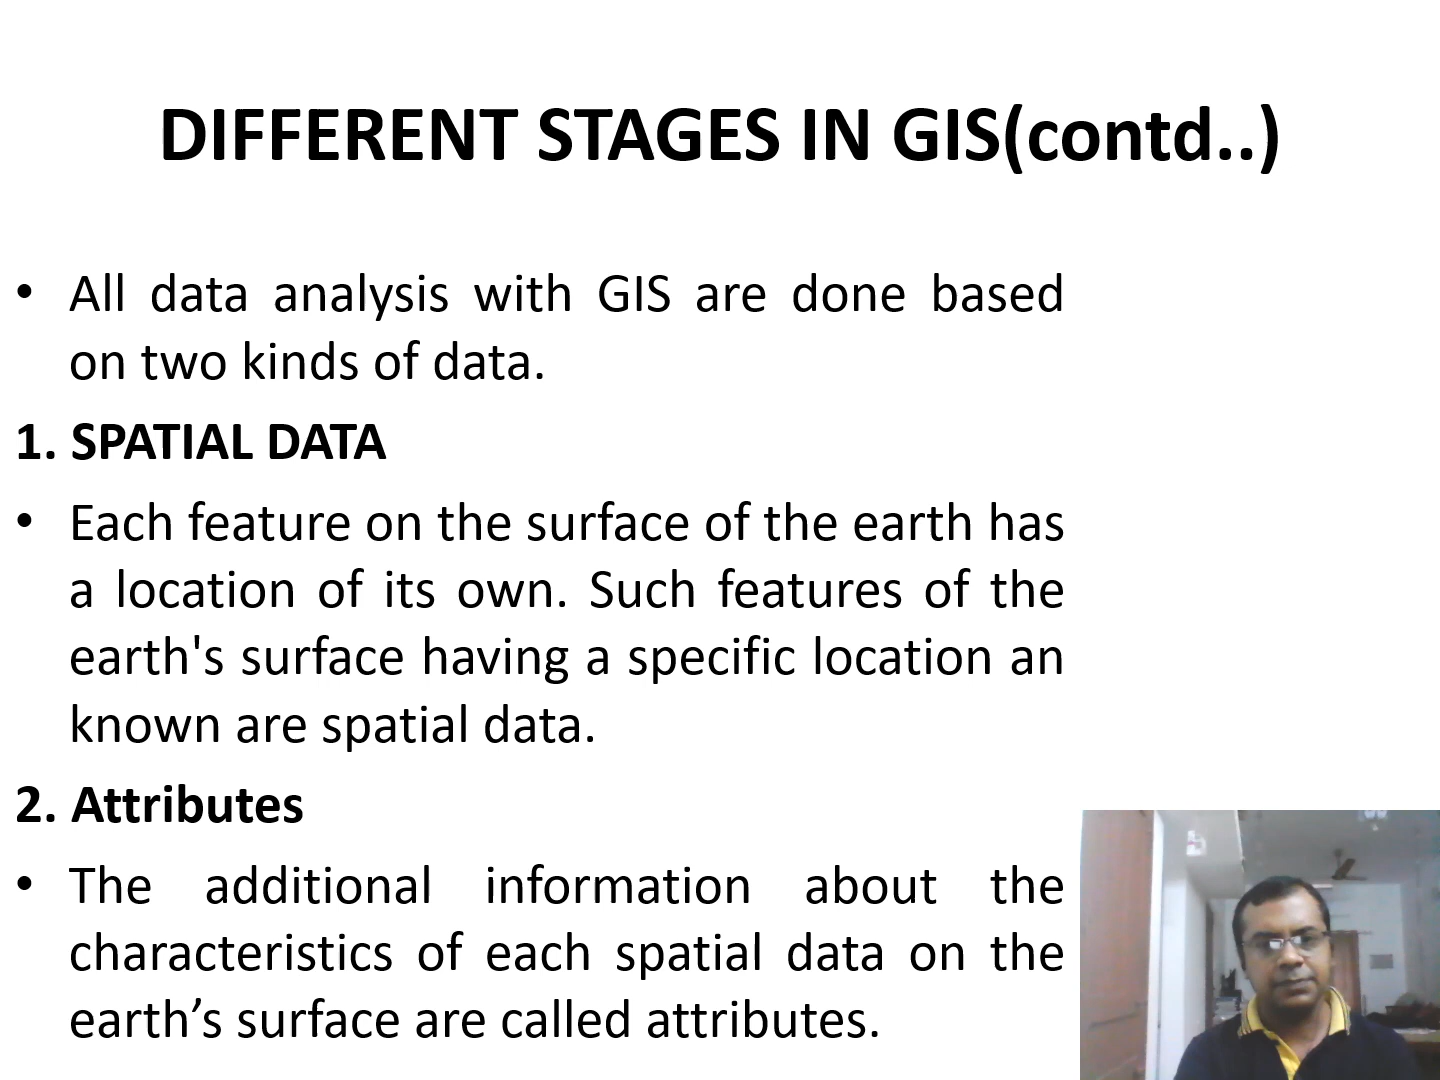 DIFFERENT STAGES IN GIS(contd..)
• All data analysis with GIS are done based
on two kinds of data.
1. SPATIAL DATA
• Each feature on the surface of the earth has
a location of its own. Such features of the
earth's surface having a specific location an
known are spatial data.
2. Attributes
• The additional information about the
characteristics of each spatial data on the
earth’s surface are called attributes.